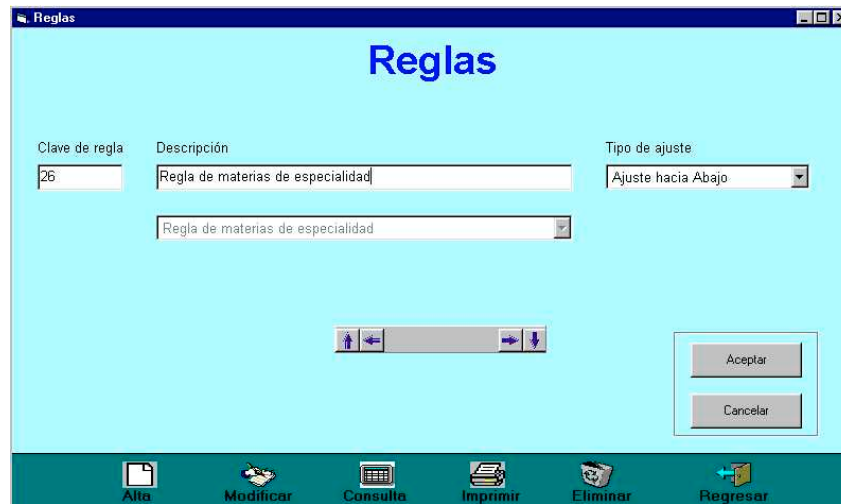 Reglas
Reglas
Clave de regla Descripción Tipo de ajuste
26 Regla de materias de especialidad Ajuste hacia Abajo
Regla de materias de especialidad
Aceptar
Cancelar
Alta Modificar Consulta Imprimir Eliminar Regresar